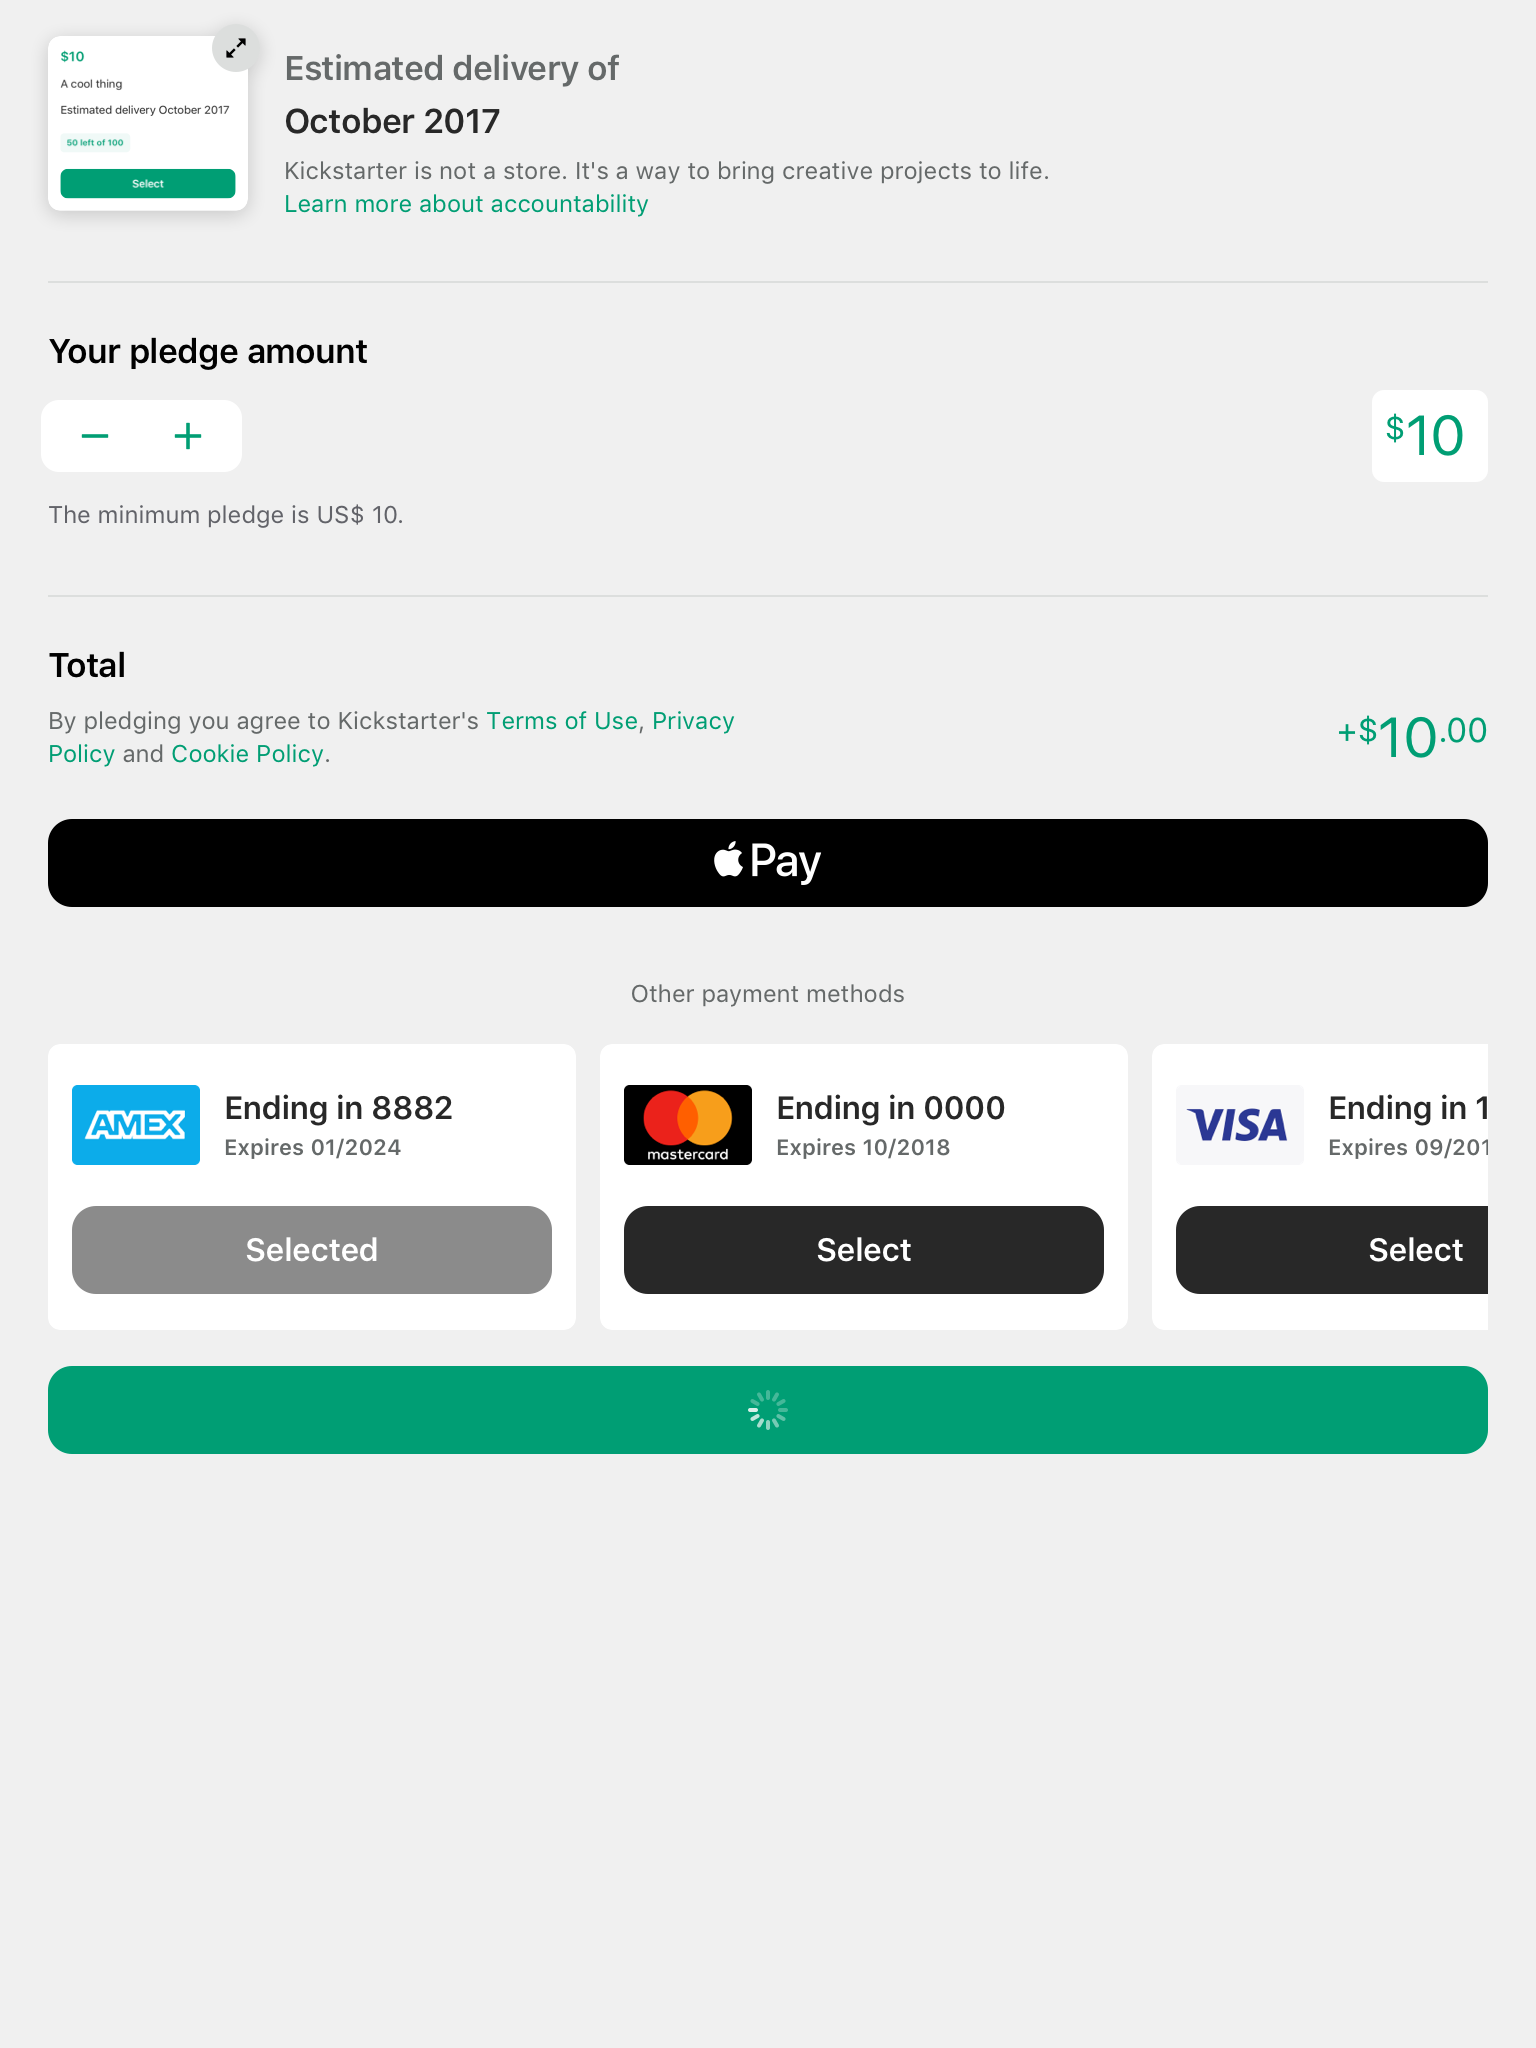 $10
A cool thing
Estimated delivery October 2017
50 left of 100
Select
Estimated delivery of
October 2017
Kickstarter is not a store. It's a way to bring creative projects to life.
Learn more about accountability
Your pledge amount
$10
The minimum pledge is US$ 10.
Total
By pledging you agree to Kickstarter's Terms of Use, Privacy
Policy and Cookie Policy.
+$10.00
Pay
Other payment methods
AMEX
Ending in 8882
Expires 01/2024
Selected
mastercard
Ending in 0000
Expires 10/2018
Select
VISA
Ending in 1
Expires 09/201
Select